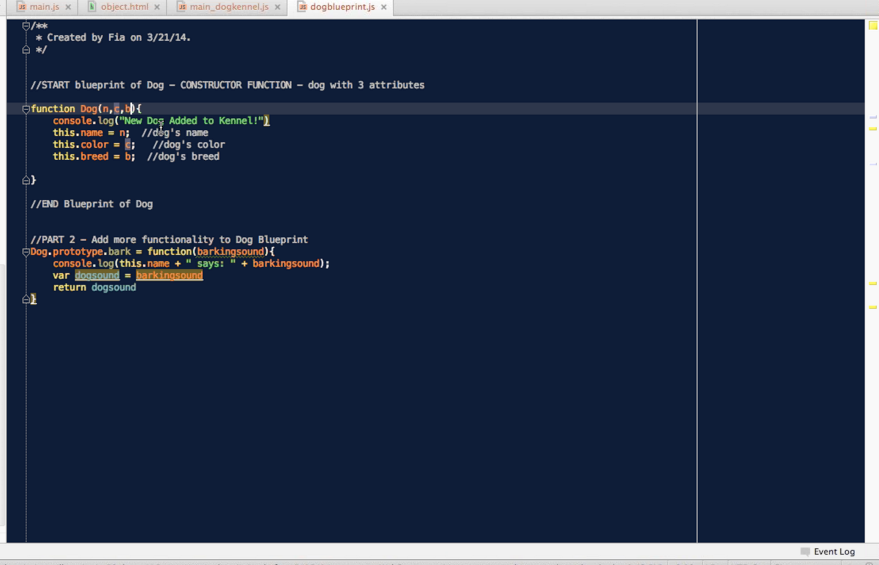 main.js object.html main_dogkennel.js dogblueprint.js
/**
* Created by Fia on 3/21/14.
*/
//START blueprint of Dog - CONSTRUCTOR FUNCTION - dog with 3 attributes
function Dog(n,c,b){
console.log("New Dog Added to Kennel!")
this.name = n; //dog's name
this.color = c; //dog's color
this.breed = b; //dog's breed
}
//END Blueprint of Dog
//PART 2 - Add more functionality to Dog Blueprint
Dog.prototype.bark = function(barkingsound){
console.log(this.name + " says: " + barkingsound);
var dogsound = barkingsound
return dogsound
}
Event Log